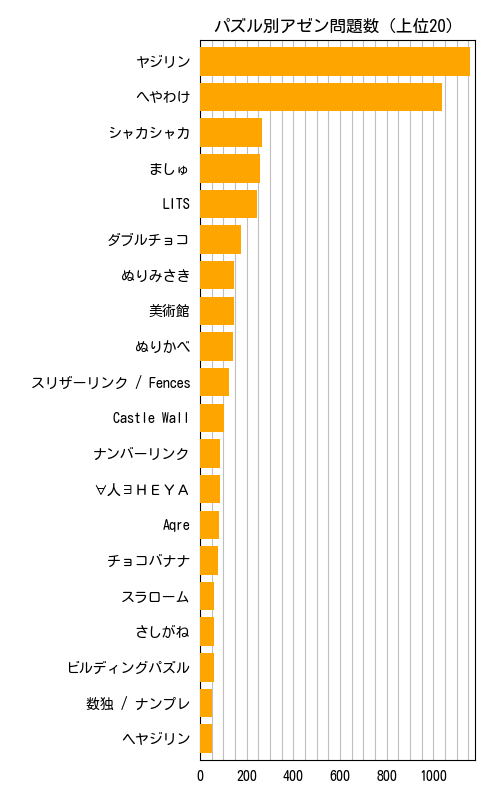 パズル別アゼン問題数 (上位20)
ヤジリン
へやわけ
シャカシャカ
ましゅ
LITS
ダブルチョコ
ぬりみさき
美術館
ぬりかべ
スリザーリンク / Fences
Castle Wall
ナンバーリンク
∀人∃ＨＥＹＡ
Aqre
チョコバナナ
スラローム
さしがね
ビルディングパズル
数独 / ナンプレ
ヘヤジリン
0 200 400 600 800 1000